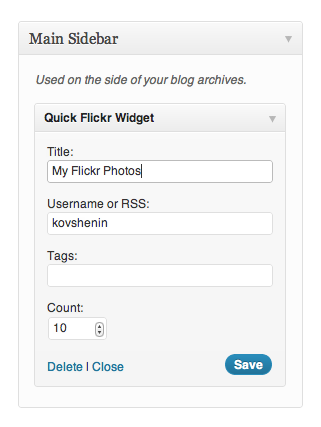 Main Sidebar
Used on the side of your blog archives.
Quick Flickr Widget
Title:
My Flickr Photos
Username or RSS:
kovshenin
Tags:
Count:
10
Delete | Close
Save